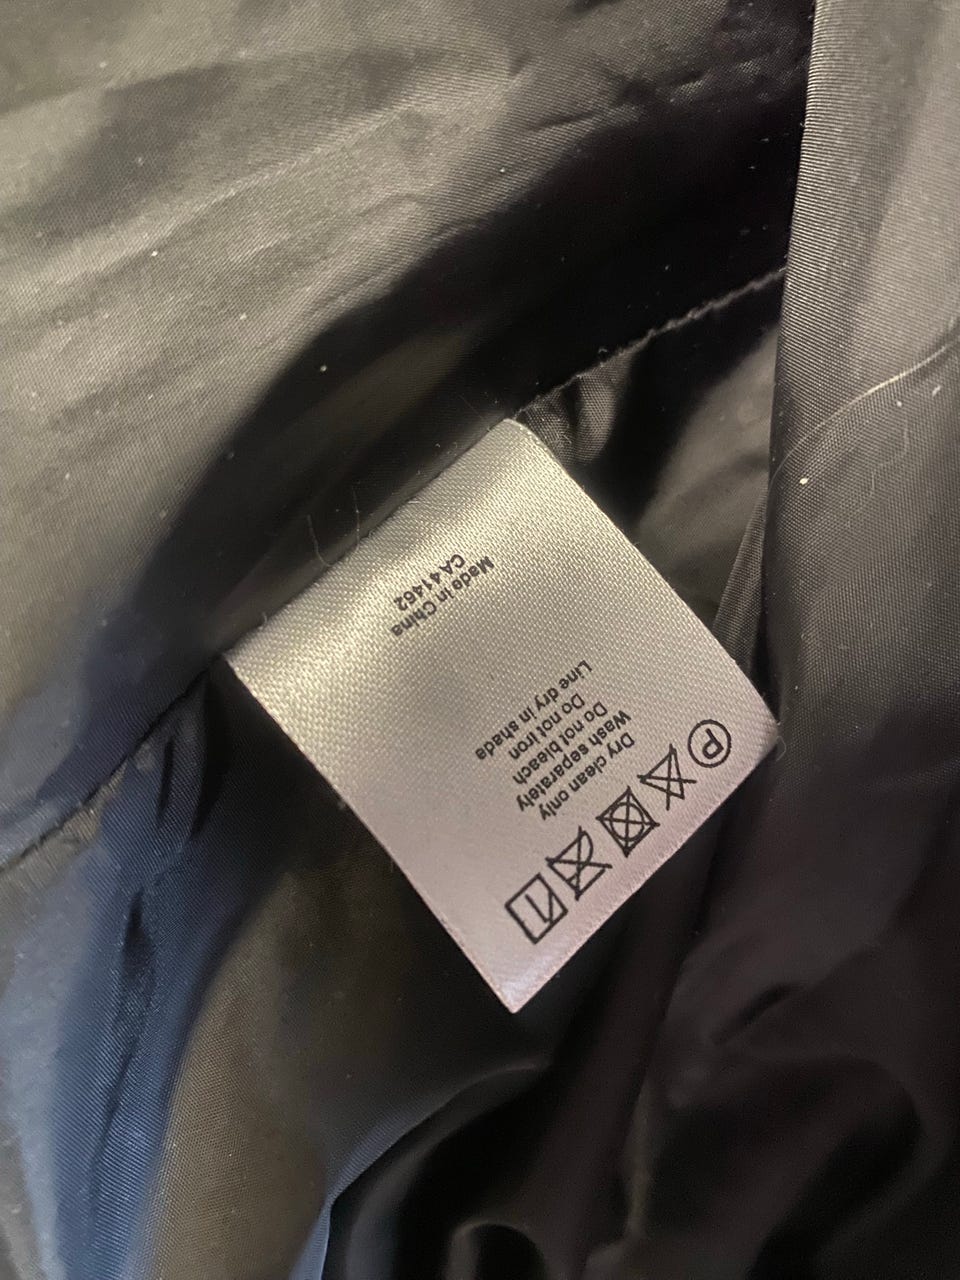 Ⓟ
Dry clean only
Wash separately
Do not bleach
Do not iron
Line dry in shade
Made in China
CA 41462